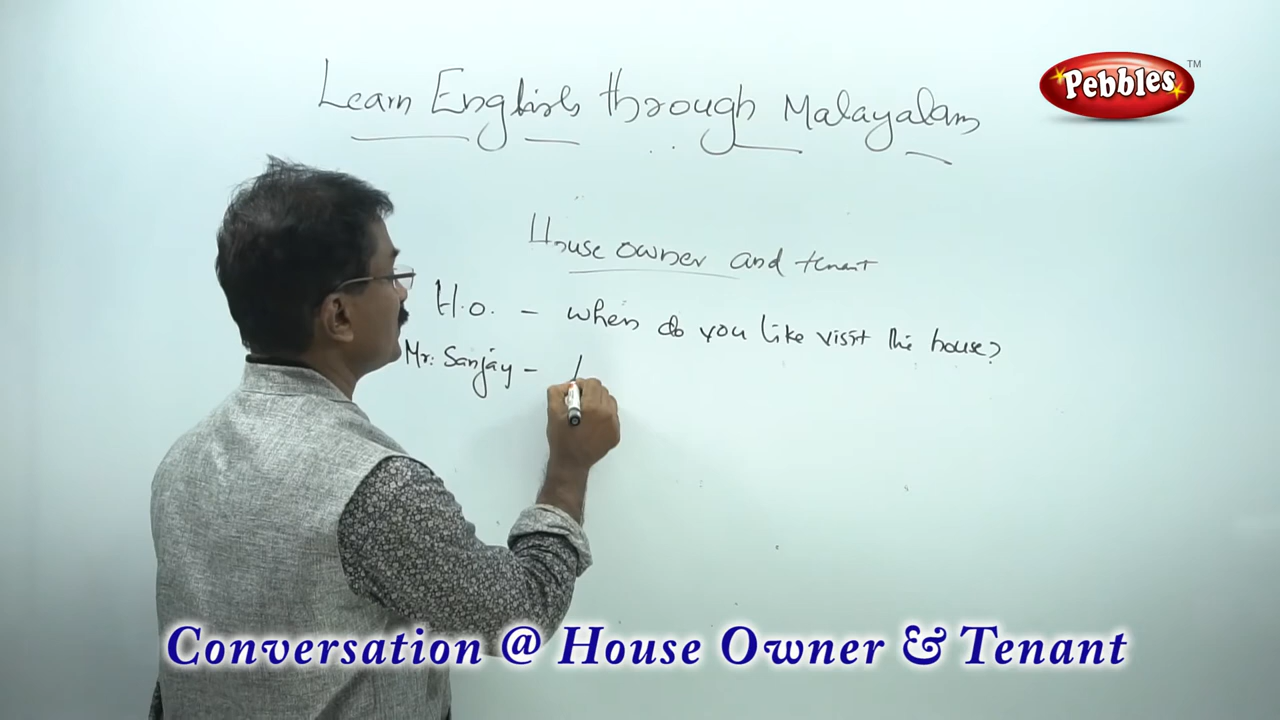 Learn English through Malayalam
Pebbles TM
House owner and tenant
H.O. - when do you like visit the house?
Mr. Sanjay -
Conversation @ House Owner & Tenant